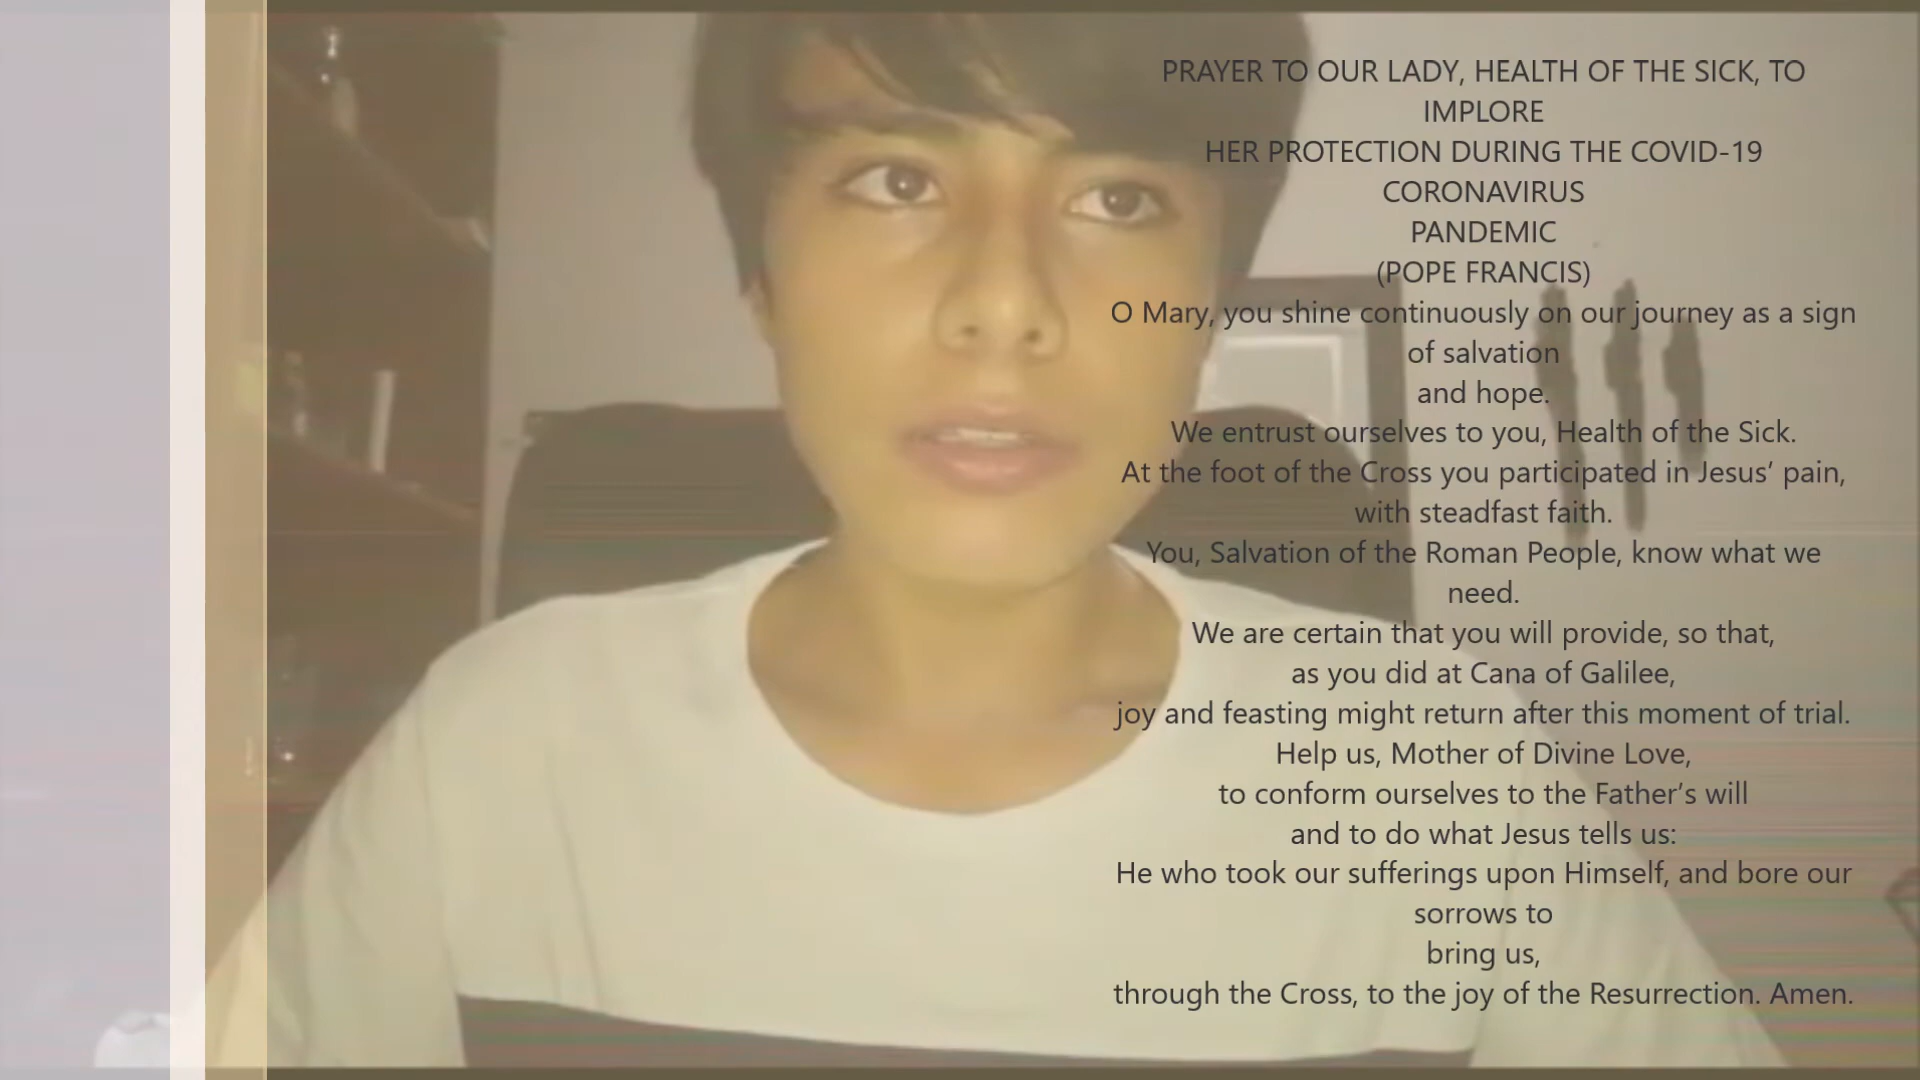 PRAYER TO OUR LADY, HEALTH OF THE SICK, TO
IMPLORE
HER PROTECTION DURING THE COVID-19
CORONAVIRUS
PANDEMIC
(POPE FRANCIS)
O Mary, you shine continuously on our journey as a sign
of salvation
and hope.
We entrust ourselves to you, Health of the Sick.
At the foot of the Cross you participated in Jesus’ pain,
with steadfast faith.
You, Salvation of the Roman People, know what we
need.
We are certain that you will provide, so that,
as you did at Cana of Galilee,
joy and feasting might return after this moment of trial.
Help us, Mother of Divine Love,
to conform ourselves to the Father’s will
and to do what Jesus tells us:
He who took our sufferings upon Himself, and bore our
sorrows to
bring us,
through the Cross, to the joy of the Resurrection. Amen.